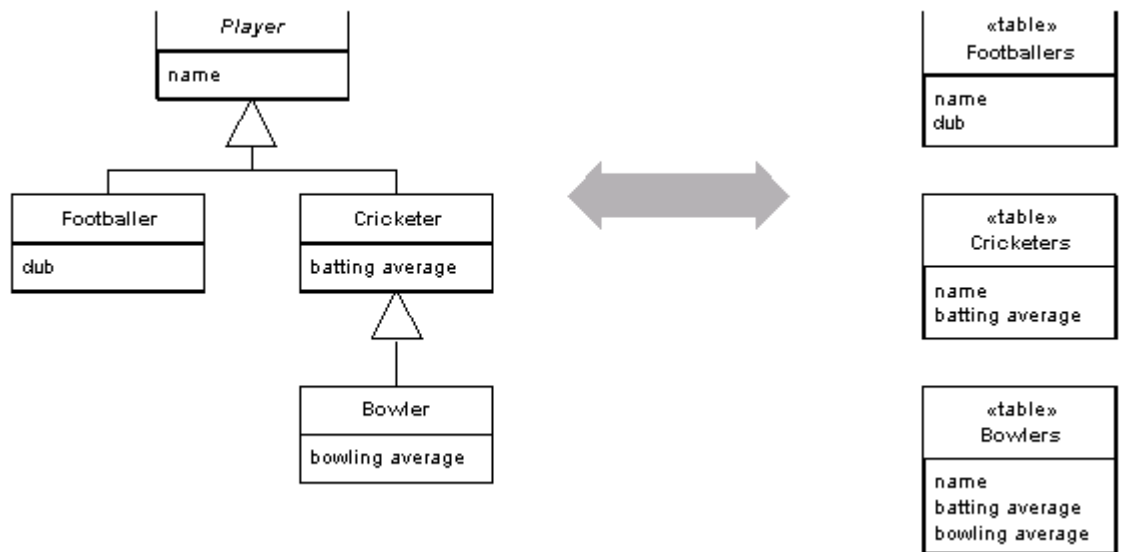 Player
name
Footballer
club
Cricketer
batting average
Bowler
bowling average
«table»
Footballers
name
club
«table»
Cricketers
name
batting average
«table»
Bowlers
name
batting average
bowling average